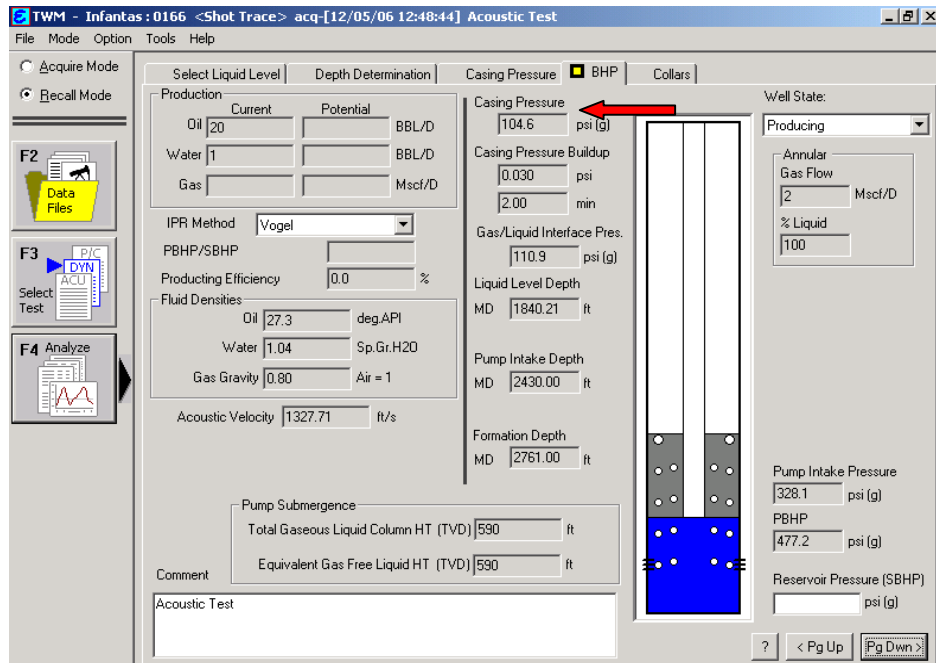 TWM - Infantas : 0166 <Shot Trace> acq-[12/05/06 12:48:44] Acoustic Test
File Mode Option Tools Help
Acquire Mode
Recall Mode
F2
Data
Files
F3
P/C
DYN
ACU
Select
Test
F4 Analyze
Select Liquid Level
Depth Determination
Casing Pressure
BHP
Collars
Production
Current Potential
Oil 20 BBL/D
Water 1 BBL/D
Gas Mscf/D
IPR Method Vogel
PBHP/SBHP
Producting Efficiency 0.0 %
Fluid Densities
Oil 27.3 deg.API
Water 1.04 Sp.Gr.H2O
Gas Gravity 0.80 Air = 1
Acoustic Velocity 1327.71 ft/s
Casing Pressure
104.6 psi (g)
Casing Pressure Buildup
0.030 psi
2.00 min
Gas/Liquid Interface Pres.
110.9 psi (g)
Liquid Level Depth
MD 1840.21 ft
Pump Intake Depth
MD 2430.00 ft
Formation Depth
MD 2761.00 ft
Well State:
Producing
Annular
Gas Flow
2 Mscf/D
% Liquid
100
Pump Intake Pressure
328.1 psi (g)
PBHP
477.2 psi (g)
Reservoir Pressure (SBHP)
psi (g)
Pump Submergence
Total Gaseous Liquid Column HT (TVD) 590 ft
Equivalent Gas Free Liquid HT (TVD) 590 ft
Comment
Acoustic Test
? < Pg Up Pg Dwn >